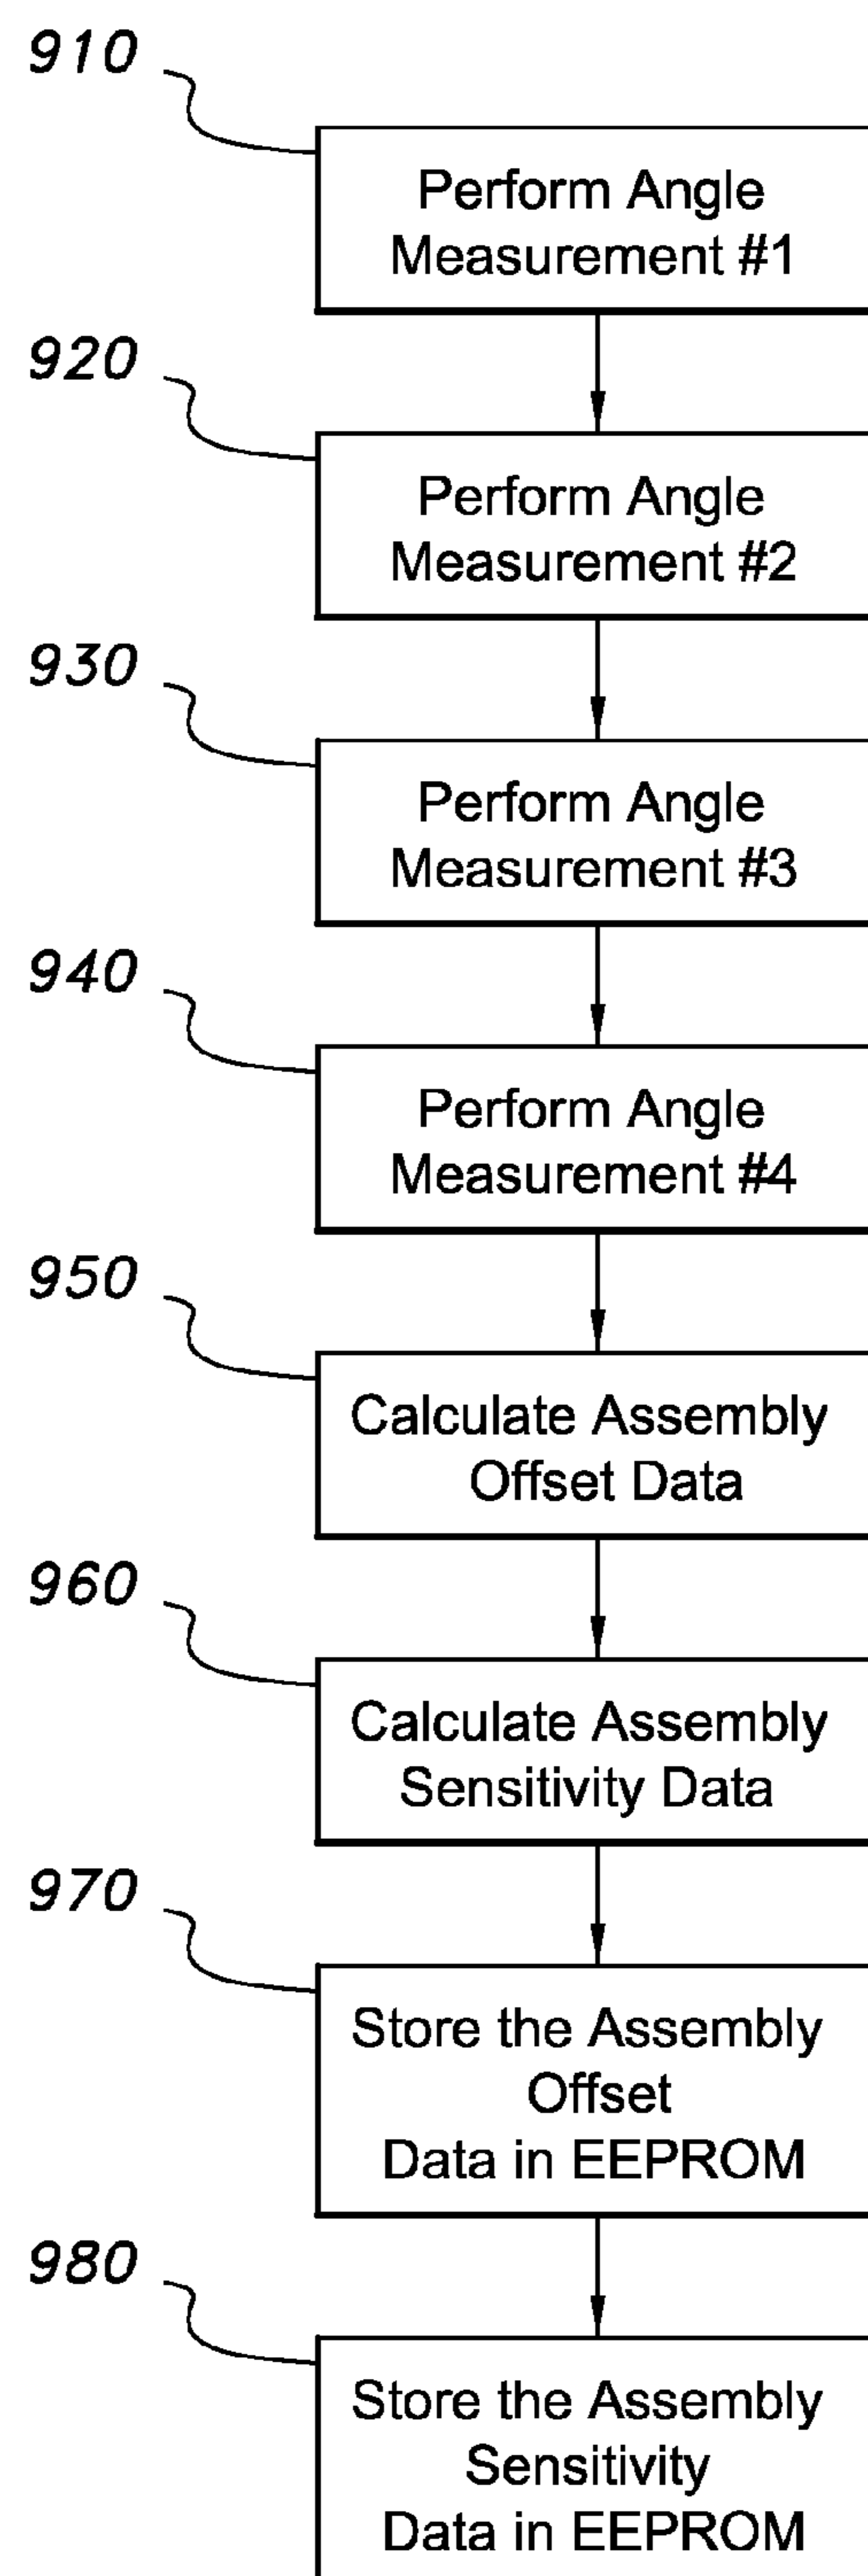 910
Perform Angle
Measurement #1
920
Perform Angle
Measurement #2
930
Perform Angle
Measurement #3
940
Perform Angle
Measurement #4
950
Calculate Assembly
Offset Data
960
Calculate Assembly
Sensitivity Data
970
Store the Assembly
Offset
Data in EEPROM
980
Store the Assembly
Sensitivity
Data in EEPROM